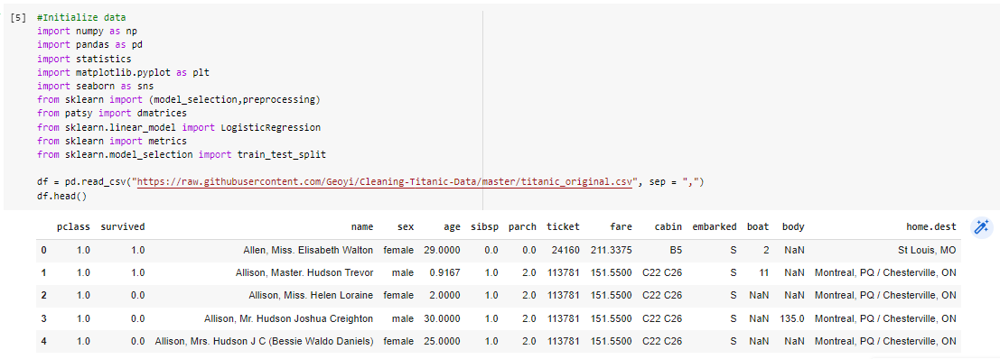 [5] #Initialize data
import numpy as np
import pandas as pd
import statistics
import matplotlib.pyplot as plt
import seaborn as sns
from sklearn import (model_selection,preprocessing)
from patsy import dmatrices
from sklearn.linear_model import LogisticRegression
from sklearn import metrics
from sklearn.model_selection import train_test_split
df = pd.read_csv("https://raw.githubusercontent.com/Geoyi/Cleaning-Titanic-Data/master/titanic_original.csv", sep = ",")
df.head()
pclass survived name sex age sibsp parch ticket fare cabin embarked boat body home.dest
0 1.0 1.0 Allen, Miss. Elisabeth Walton female 29.0000 0.0 0.0 24160 211.3375 B5 S 2 NaN St Louis, MO
1 1.0 1.0 Allison, Master. Hudson Trevor male 0.9167 1.0 2.0 113781 151.5500 C22 C26 S 11 NaN Montreal, PQ / Chesterville, ON
2 1.0 0.0 Allison, Miss. Helen Loraine female 2.0000 1.0 2.0 113781 151.5500 C22 C26 S NaN NaN Montreal, PQ / Chesterville, ON
3 1.0 0.0 Allison, Mr. Hudson Joshua Creighton male 30.0000 1.0 2.0 113781 151.5500 C22 C26 S NaN 135.0 Montreal, PQ / Chesterville, ON
4 1.0 0.0 Allison, Mrs. Hudson J C (Bessie Waldo Daniels) female 25.0000 1.0 2.0 113781 151.5500 C22 C26 S NaN NaN Montreal, PQ / Chesterville, ON